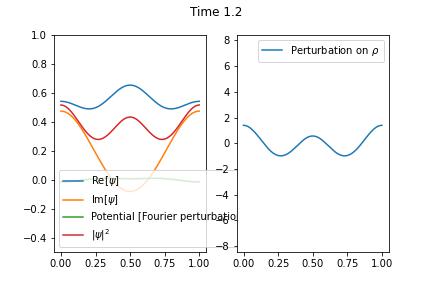 Time 1.2
1.0
0.8
0.6
0.4
0.2
0.0
−0.2
−0.4
Re[ψ]
Im[ψ]
Potential [Fourier perturbatio
|ψ|²
0.00 0.25 0.50 0.75 1.00
Perturbation on ρ
8
6
4
2
0
−2
−4
−6
−8
0.00 0.25 0.50 0.75 1.00